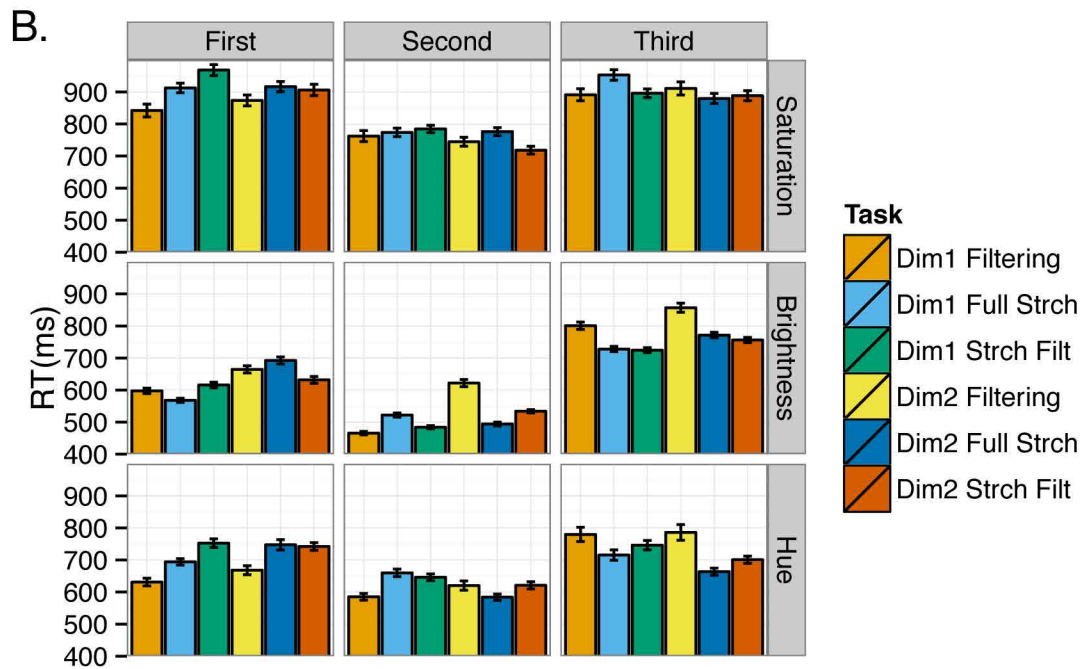 B.
First Second Third
Saturation
900
800
700
600
500
400
Brightness
900
800
700
600
500
400
Hue
900
800
700
600
500
400
RT(ms)
Task
Dim1 Filtering
Dim1 Full Strch
Dim1 Strch Filt
Dim2 Filtering
Dim2 Full Strch
Dim2 Strch Filt